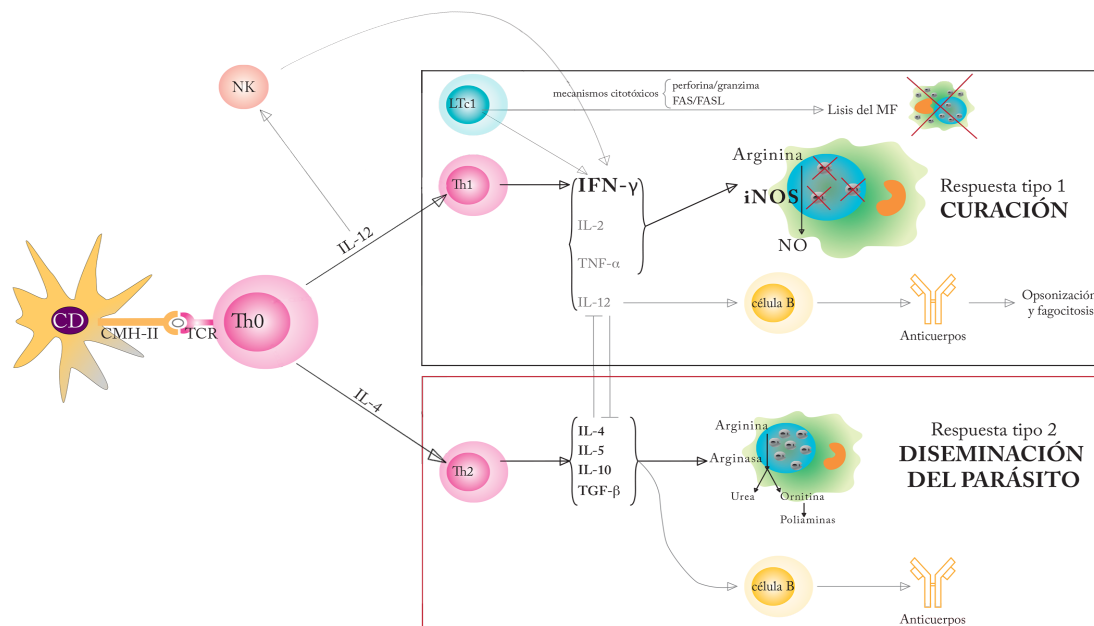 NK
LTc1
mecanismos citotóxicos
perforina/granzima
FAS/FASL
Lisis del MF
Th1
IFN-γ
IL-2
TNF-α
IL-12
Arginina
iNOS
NO
Respuesta tipo 1
CURACIÓN
célula B
Anticuerpos
Opsonización
y fagocitosis
IL-12
CD
CMH-II
TCR
Th0
IL-4
Th2
IL-4
IL-5
IL-10
TGF-β
Arginina
Arginasa
Urea
Ornitina
Poliaminas
Respuesta tipo 2
DISEMINACIÓN
DEL PARÁSITO
célula B
Anticuerpos